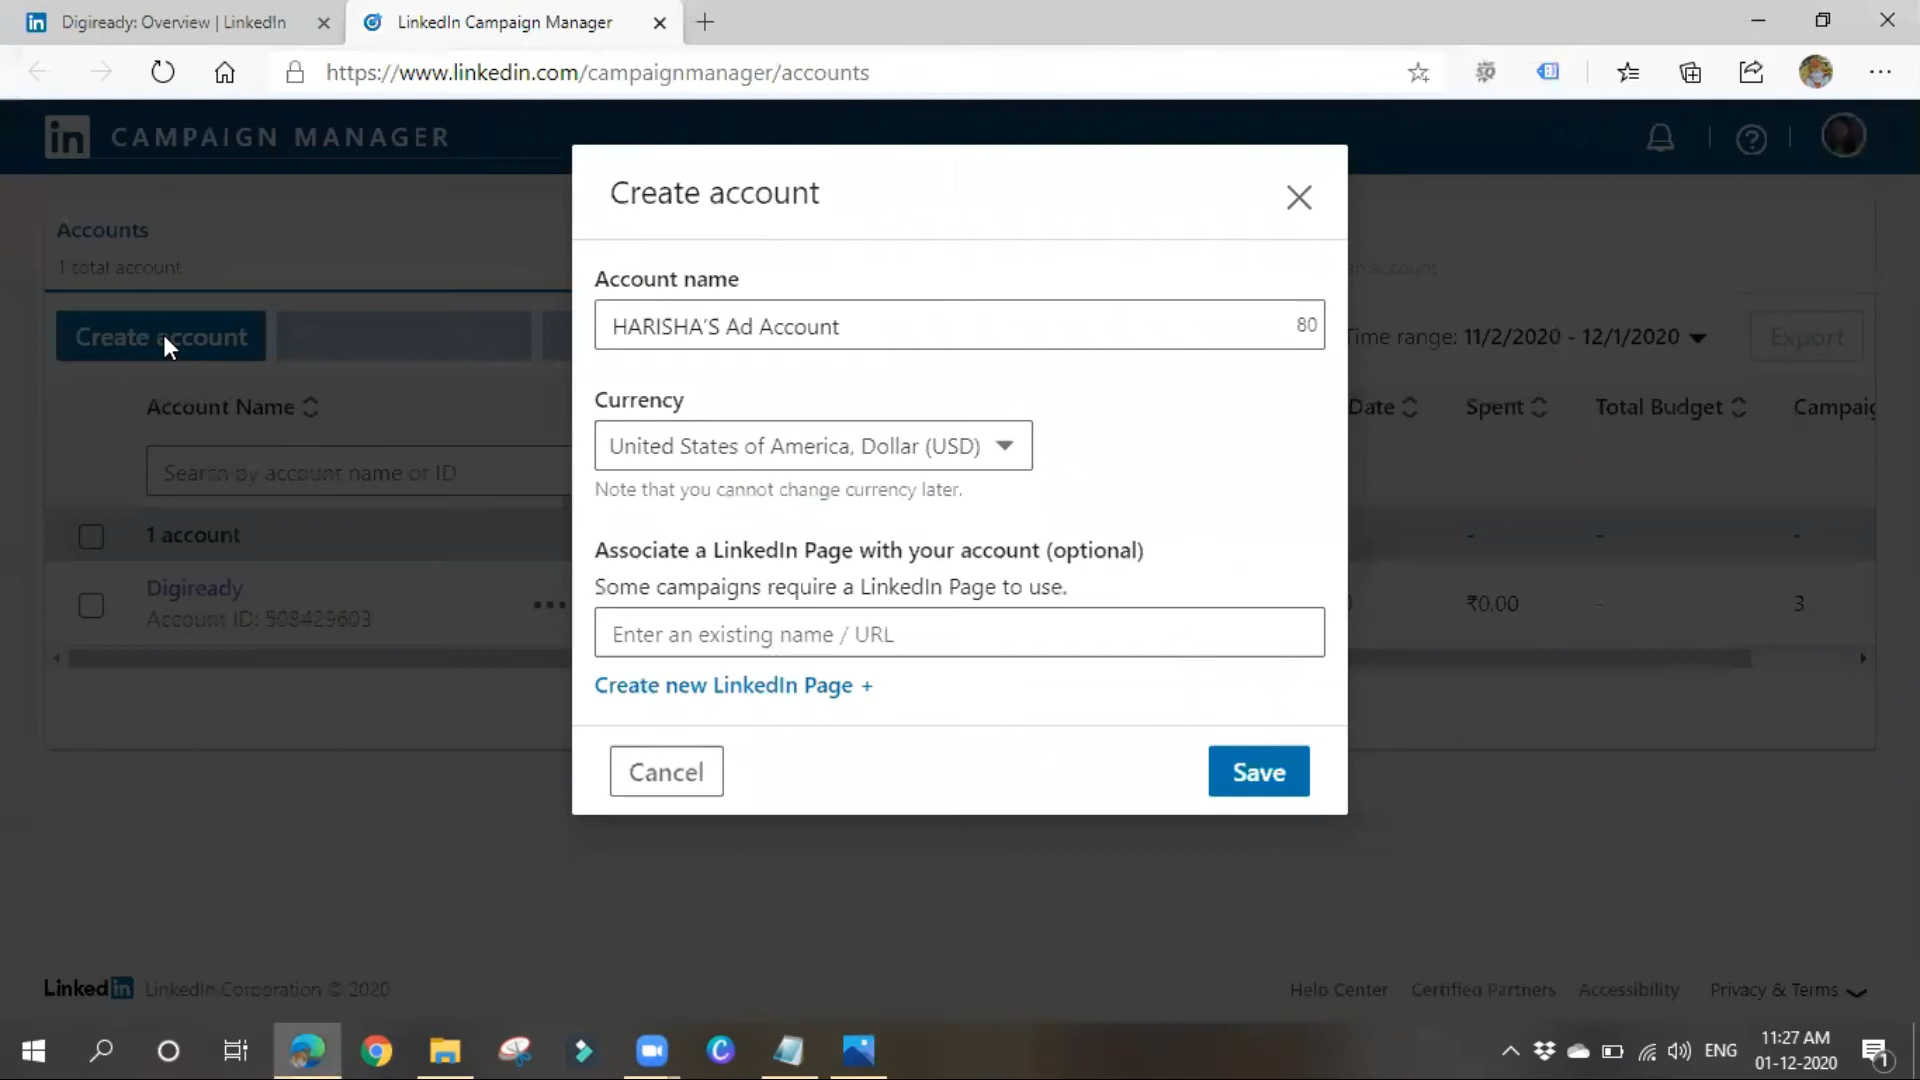 Digiready: Overview | LinkedIn
LinkedIn Campaign Manager
https://www.linkedin.com/campaignmanager/accounts
in CAMPAIGN MANAGER
Create account
Accounts
1 total account
Account name
HARISHA'S Ad Account 80
Create account
Time range: 11/2/2020 - 12/1/2020
Export
Currency
United States of America, Dollar (USD)
Note that you cannot change currency later.
Account Name
Date
Spent
Total Budget
Search by account name or ID
1 account
- - -
Associate a LinkedIn Page with your account (optional)
Some campaigns require a LinkedIn Page to use.
Enter an existing name / URL
Create new LinkedIn Page +
Digiready
Account ID: 508429603
₹0.00 - 3
Cancel
Save
Linkedin LinkedIn Corporation © 2020
Help Center Certified Partners Accessibility Privacy & Terms
ENG
11:27 AM
01-12-2020
1